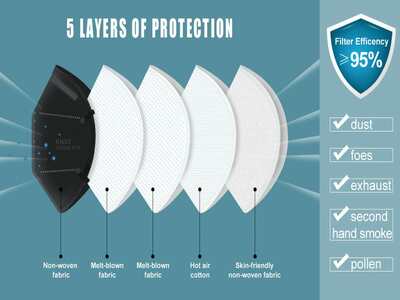 5 LAYERS OF PROTECTION
Filter Efficency
≥95%
dust
foes
exhaust
second
hand smoke
pollen
KN95
Non-woven
fabric
Melt-blown
fabric
Melt-blown
fabric
Hot air
cotton
Skin-friendly
non-woven fabric